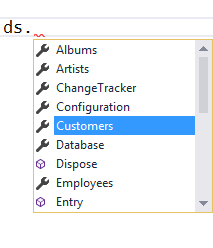 ds.
Albums
Artists
ChangeTracker
Configuration
Customers
Database
Dispose
Employees
Entry